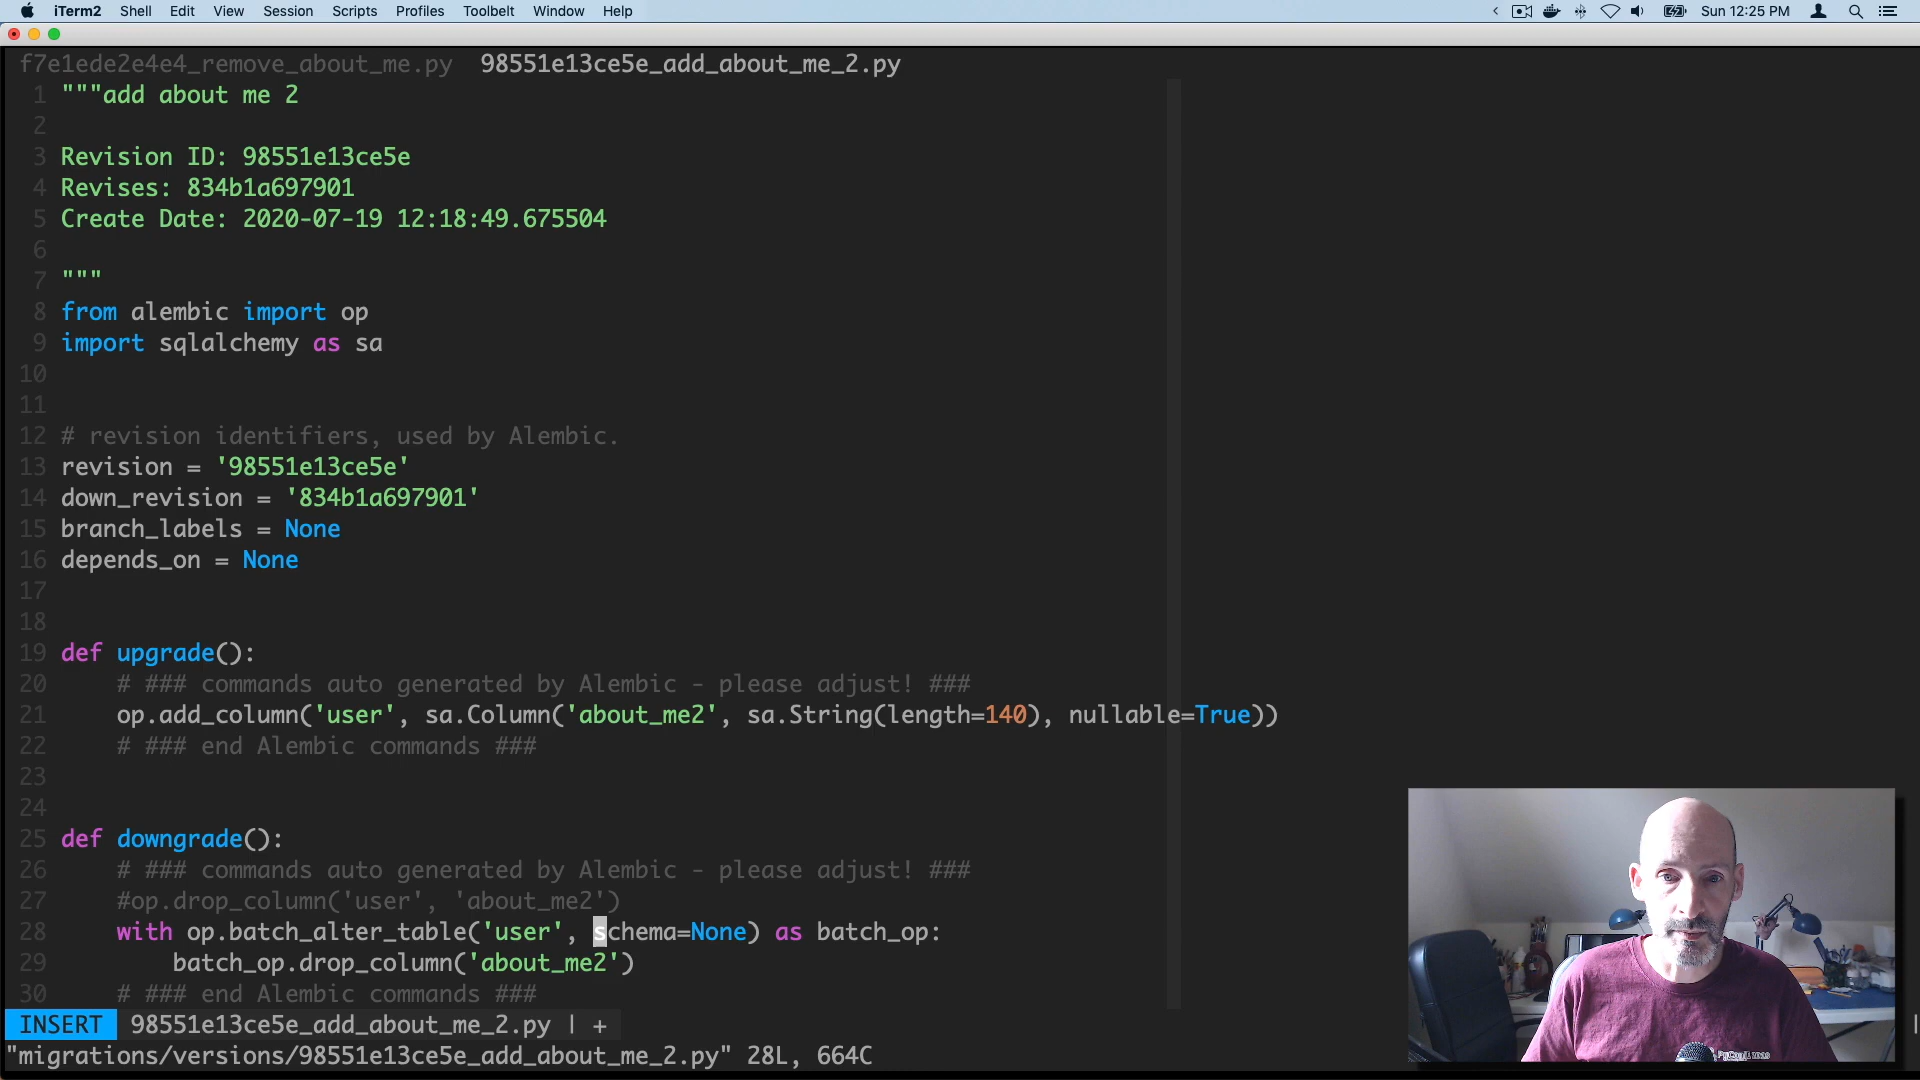 iTerm2 Shell Edit View Session Scripts Profiles Toolbelt Window Help Sun 12:25 PM
f7e1ede2e4e4_remove_about_me.py 98551e13ce5e_add_about_me_2.py
1 """add about me 2
2
3 Revision ID: 98551e13ce5e
4 Revises: 834b1a697901
5 Create Date: 2020-07-19 12:18:49.675504
6
7 """
8 from alembic import op
9 import sqlalchemy as sa
10
11
12 # revision identifiers, used by Alembic.
13 revision = '98551e13ce5e'
14 down_revision = '834b1a697901'
15 branch_labels = None
16 depends_on = None
17
18
19 def upgrade():
20     # ### commands auto generated by Alembic - please adjust! ###
21     op.add_column('user', sa.Column('about_me2', sa.String(length=140), nullable=True))
22     # ### end Alembic commands ###
23
24
25 def downgrade():
26     # ### commands auto generated by Alembic - please adjust! ###
27     #op.drop_column('user', 'about_me2')
28     with op.batch_alter_table('user', schema=None) as batch_op:
29         batch_op.drop_column('about_me2')
30     # ### end Alembic commands ###
INSERT 98551e13ce5e_add_about_me_2.py | +
"migrations/versions/98551e13ce5e_add_about_me_2.py" 28L, 664C